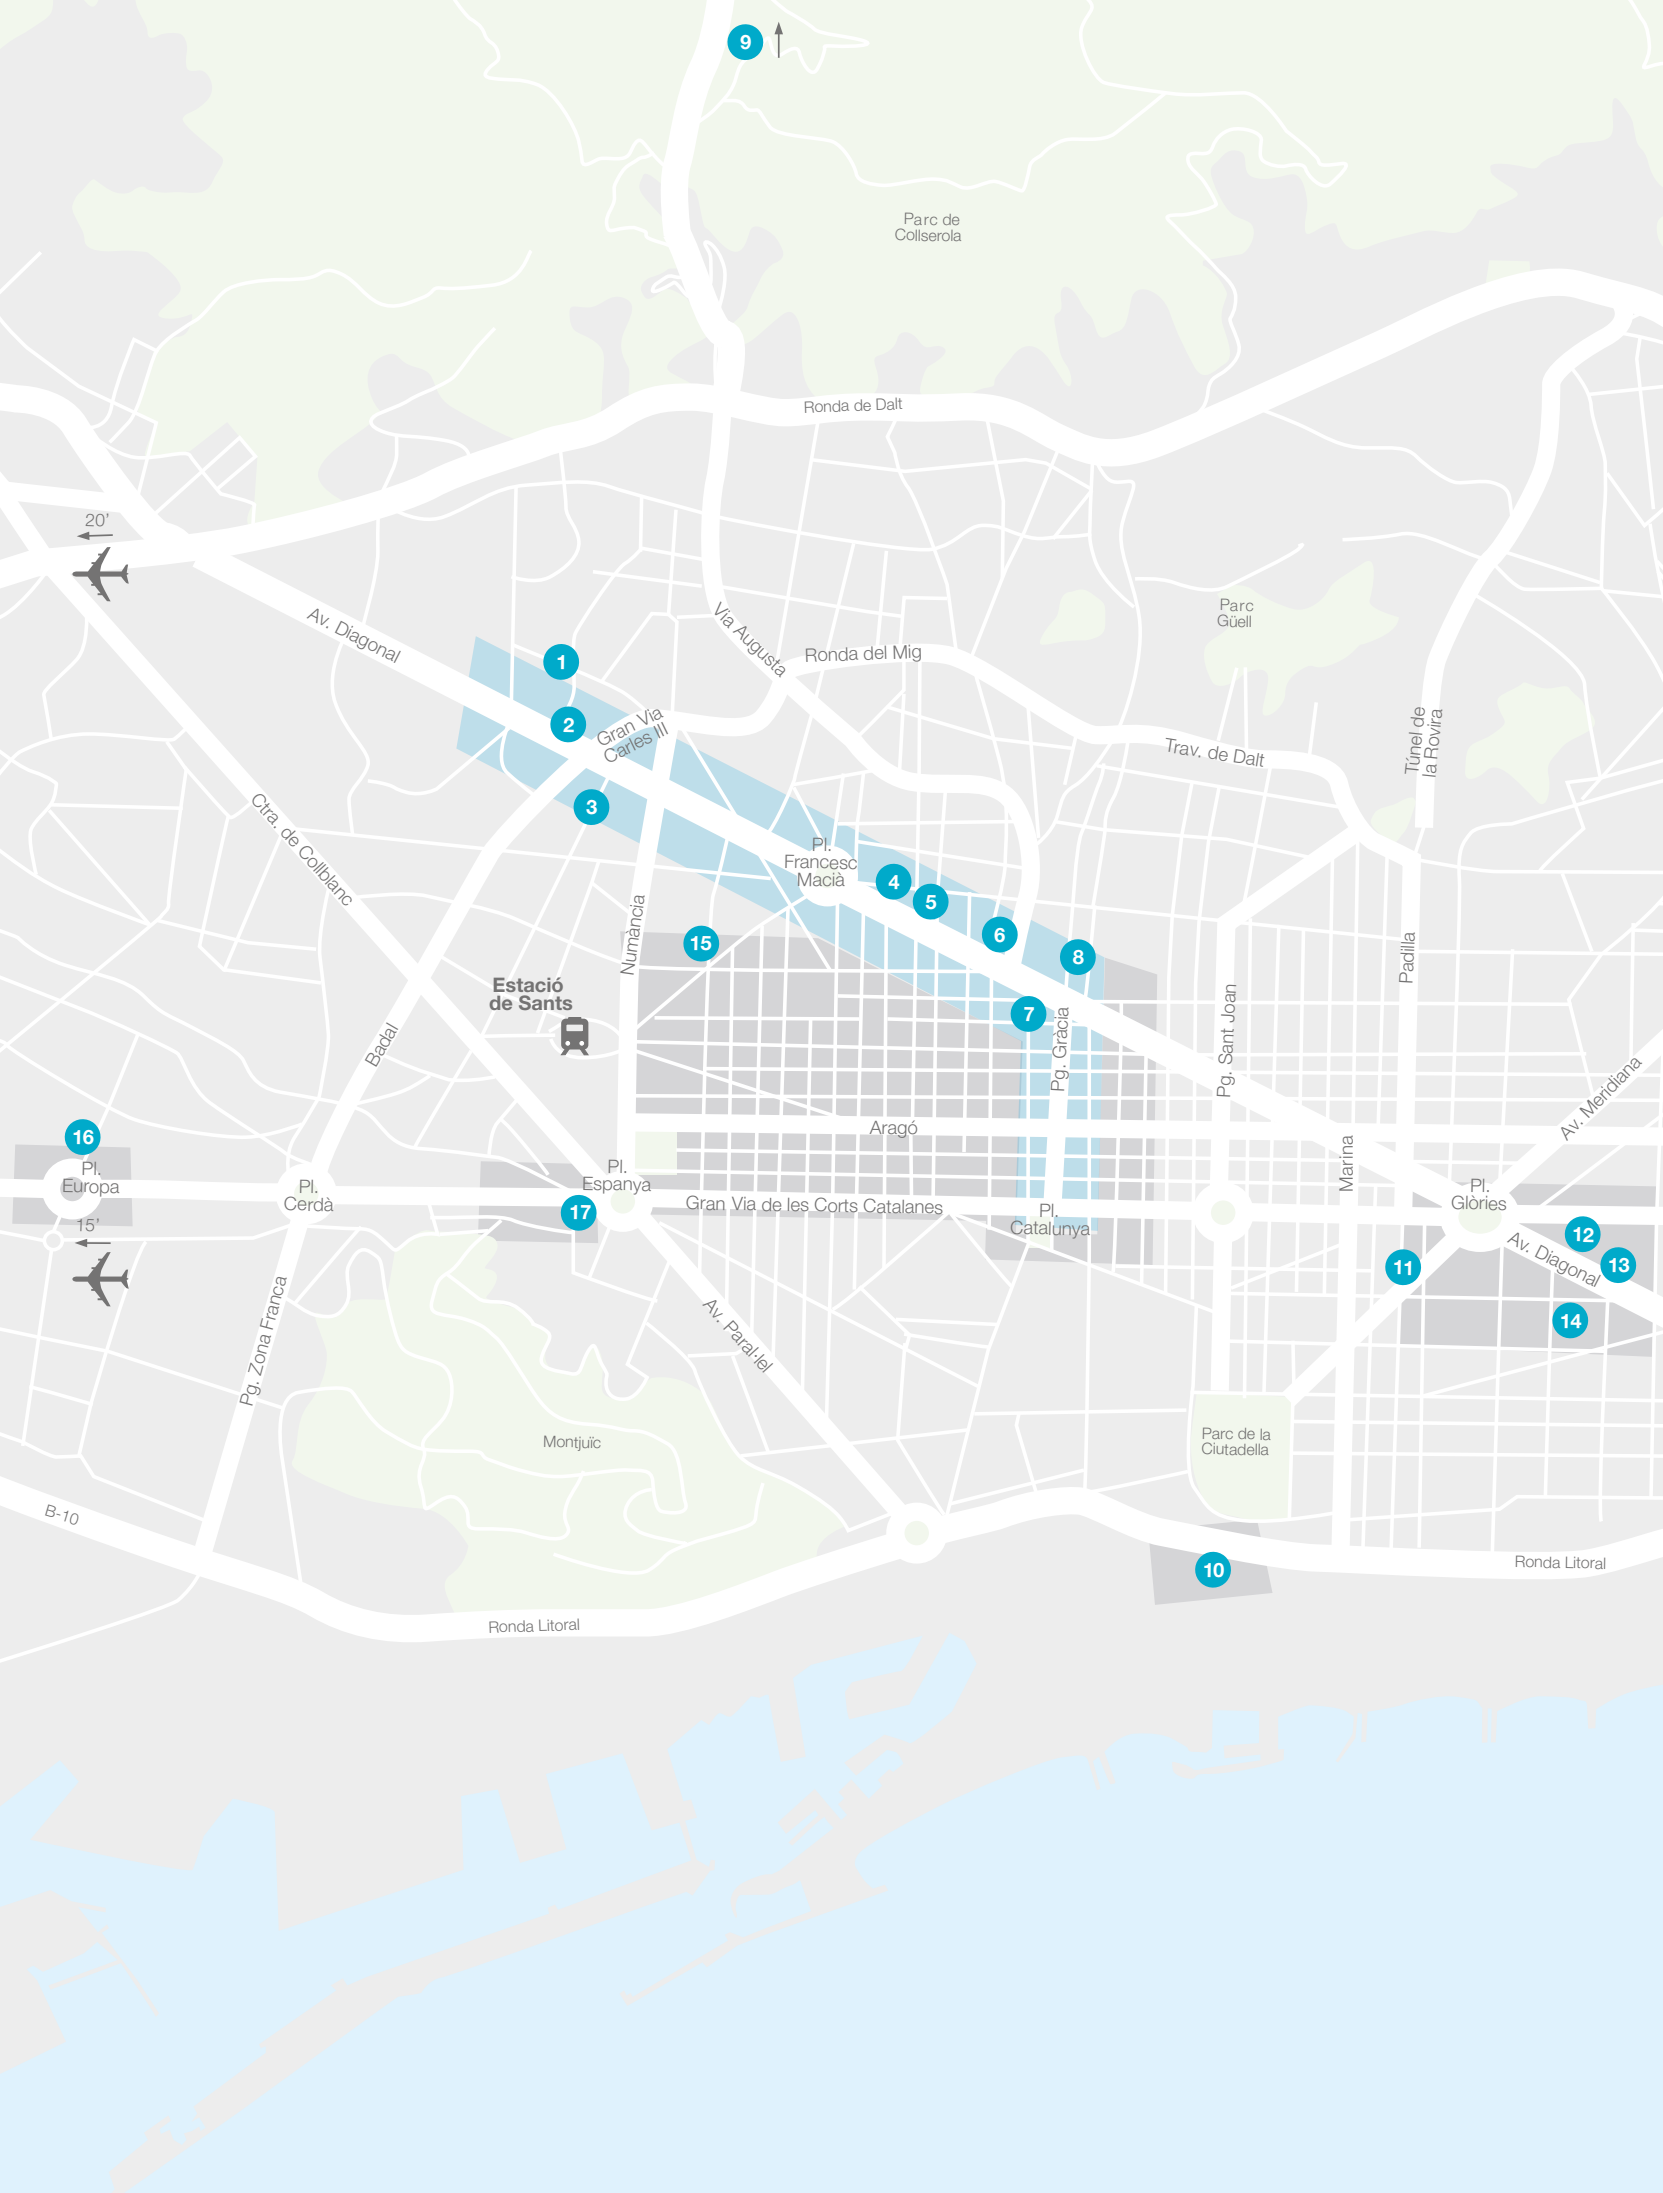 9
Parc de
Collserola
Ronda de Dalt
20'
Av. Diagonal
Via Augusta
Parc
Güell
1
Ronda del Mig
2
Gran Via
Carles III
Trav. de Dalt
Túnel de
la Rovira
3
Ctra. de Collblanc
Pl.
Francesc
Macià
4
5
6
8
15
Numància
Padilla
Estació
de Sants
7
Badal
Pg. Gràcia
Pg. Sant Joan
Av. Meridiana
16
Aragó
Marina
Pl.
Europa
Pl.
Cerdà
Pl.
Espanya
17
Gran Via de les Corts Catalanes
Pl.
Catalunya
Pl.
Glòries
15'
12
Av. Diagonal
13
11
14
Pg. Zona Franca
Av. Paral·lel
Montjuïc
Parc de la
Ciutadella
B-10
10
Ronda Litoral
Ronda Litoral